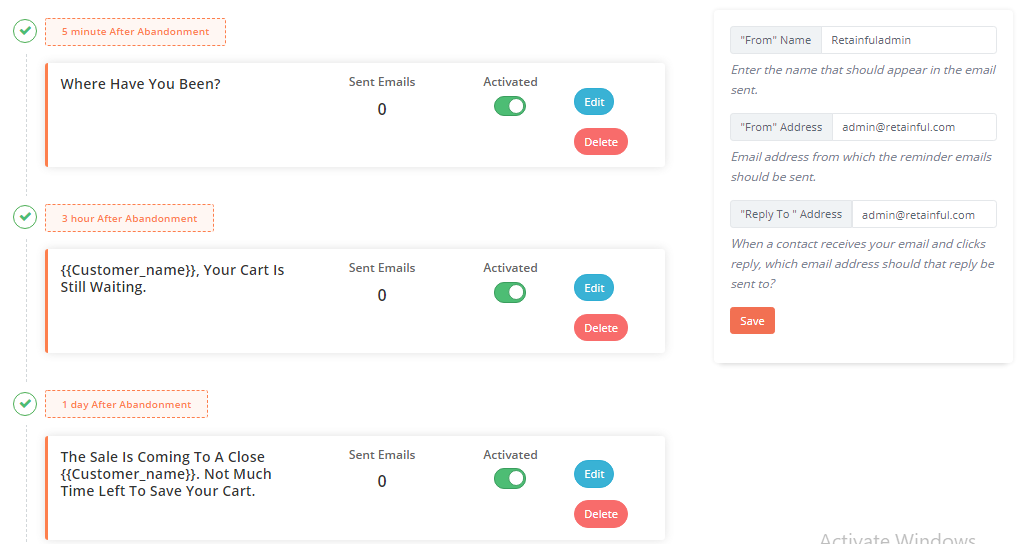 5 minute After Abandonment
Where Have You Been?
Sent Emails
0
Activated
Edit
Delete
3 hour After Abandonment
{{Customer_name}}, Your Cart Is
Still Waiting.
Sent Emails
0
Activated
Edit
Delete
1 day After Abandonment
The Sale Is Coming To A Close
{{Customer_name}}. Not Much
Time Left To Save Your Cart.
Sent Emails
0
Activated
Edit
Delete
"From" Name Retainfuladmin
Enter the name that should appear in the email
sent.
"From" Address admin@retainful.com
Email address from which the reminder emails
should be sent.
"Reply To " Address admin@retainful.com
When a contact receives your email and clicks
reply, which email address should that reply be
sent to?
Save
Activate Windows